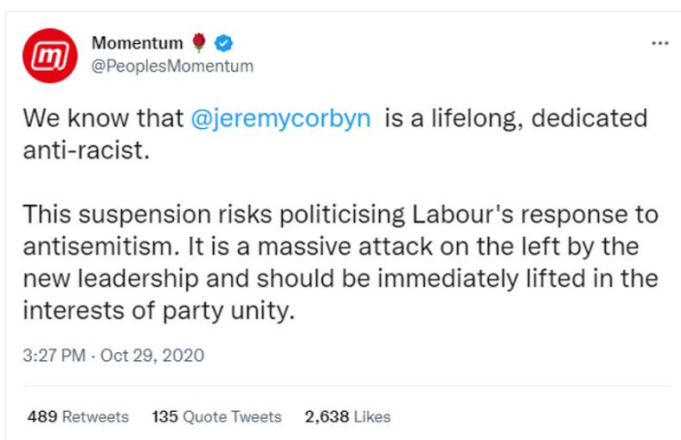 m
Momentum 🌹
@PeoplesMomentum
We know that @jeremycorbyn is a lifelong, dedicated
anti-racist.
This suspension risks politicising Labour's response to
antisemitism. It is a massive attack on the left by the
new leadership and should be immediately lifted in the
interests of party unity.
3:27 PM · Oct 29, 2020
489 Retweets 135 Quote Tweets 2,638 Likes